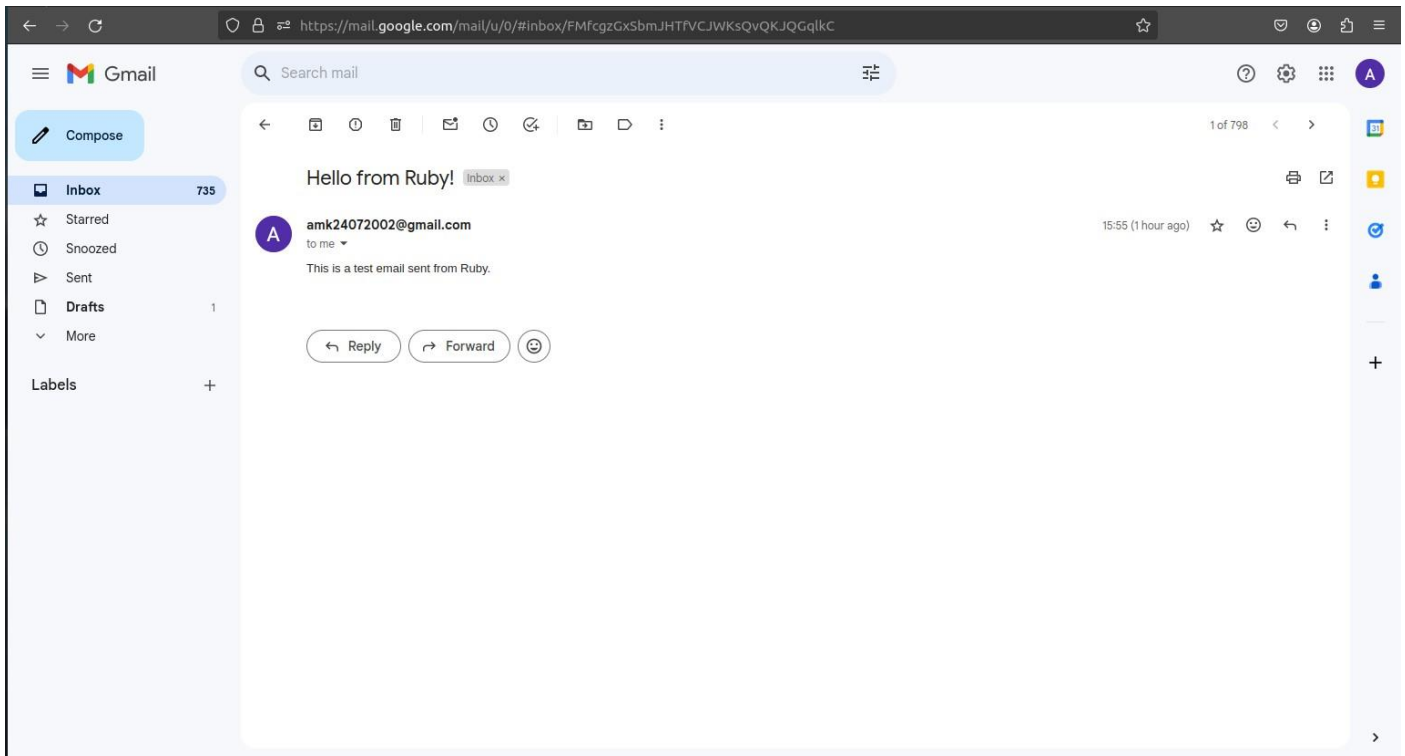 https://mail.google.com/mail/u/0/#inbox/FMfcgzGxSbmJHTfVCJWKsQvQKJQGqlkC
Gmail
Search mail
A
Compose
1 of 798
31
Hello from Ruby! Inbox ×
Inbox 735
Starred
Snoozed
Sent
Drafts 1
More
Labels
A
amk24072002@gmail.com
15:55 (1 hour ago)
to me
This is a test email sent from Ruby.
Reply
Forward